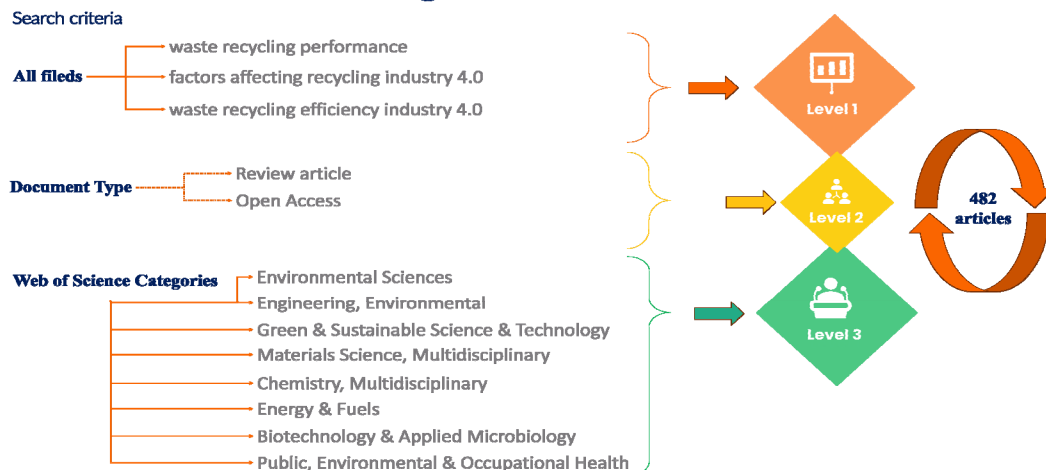 Search criteria
All fileds
waste recycling performance
factors affecting recycling industry 4.0
waste recycling efficiency industry 4.0
Level 1
Document Type
Review article
Open Access
Level 2
482
articles
Web of Science Categories
Environmental Sciences
Engineering, Environmental
Green & Sustainable Science & Technology
Materials Science, Multidisciplinary
Chemistry, Multidisciplinary
Energy & Fuels
Biotechnology & Applied Microbiology
Public, Environmental & Occupational Health
Level 3